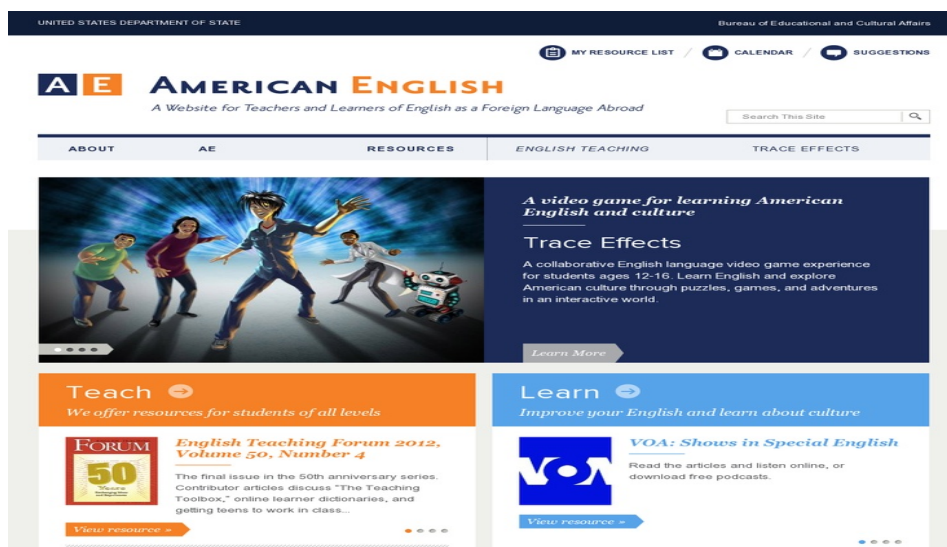 UNITED STATES DEPARTMENT OF STATE
Bureau of Educational and Cultural Affairs
MY RESOURCE LIST / CALENDAR / SUGGESTIONS
A E AMERICAN ENGLISH
A Website for Teachers and Learners of English as a Foreign Language Abroad
Search This Site
ABOUT AE RESOURCES ENGLISH TEACHING TRACE EFFECTS
A video game for learning American
English and culture
Trace Effects
A collaborative English language video game experience
for students ages 12-16. Learn English and explore
American culture through puzzles, games, and adventures
in an interactive world.
Learn More
Teach
We offer resources for students of all levels
FORUM
50
Years
English Teaching Forum 2012,
Volume 50, Number 4
The final issue in the 50th anniversary series.
Contributor articles discuss "The Teaching
Toolbox," online learner dictionaries, and
getting teens to work in class...
View resource »
Learn
Improve your English and learn about culture
VOA
VOA: Shows in Special English
Read the articles and listen online, or
download free podcasts.
View resource »